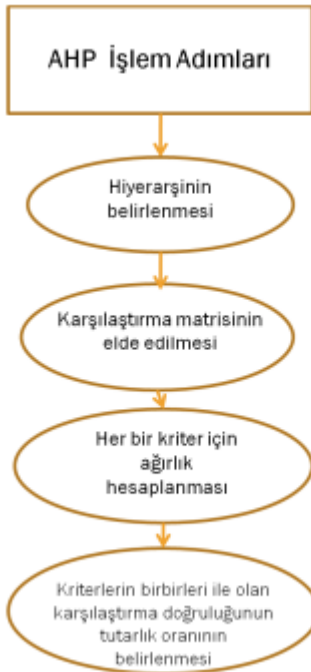 AHP İşlem Adımları
Hiyerarşinin
belirlenmesi
Karşılaştırma matrisinin
elde edilmesi
Her bir kriter için
ağırlık
hesaplanması
Kriterlerin birbirleri ile olan
karşılaştırma doğruluğunun
tutarlık oranının
belirlenmesi